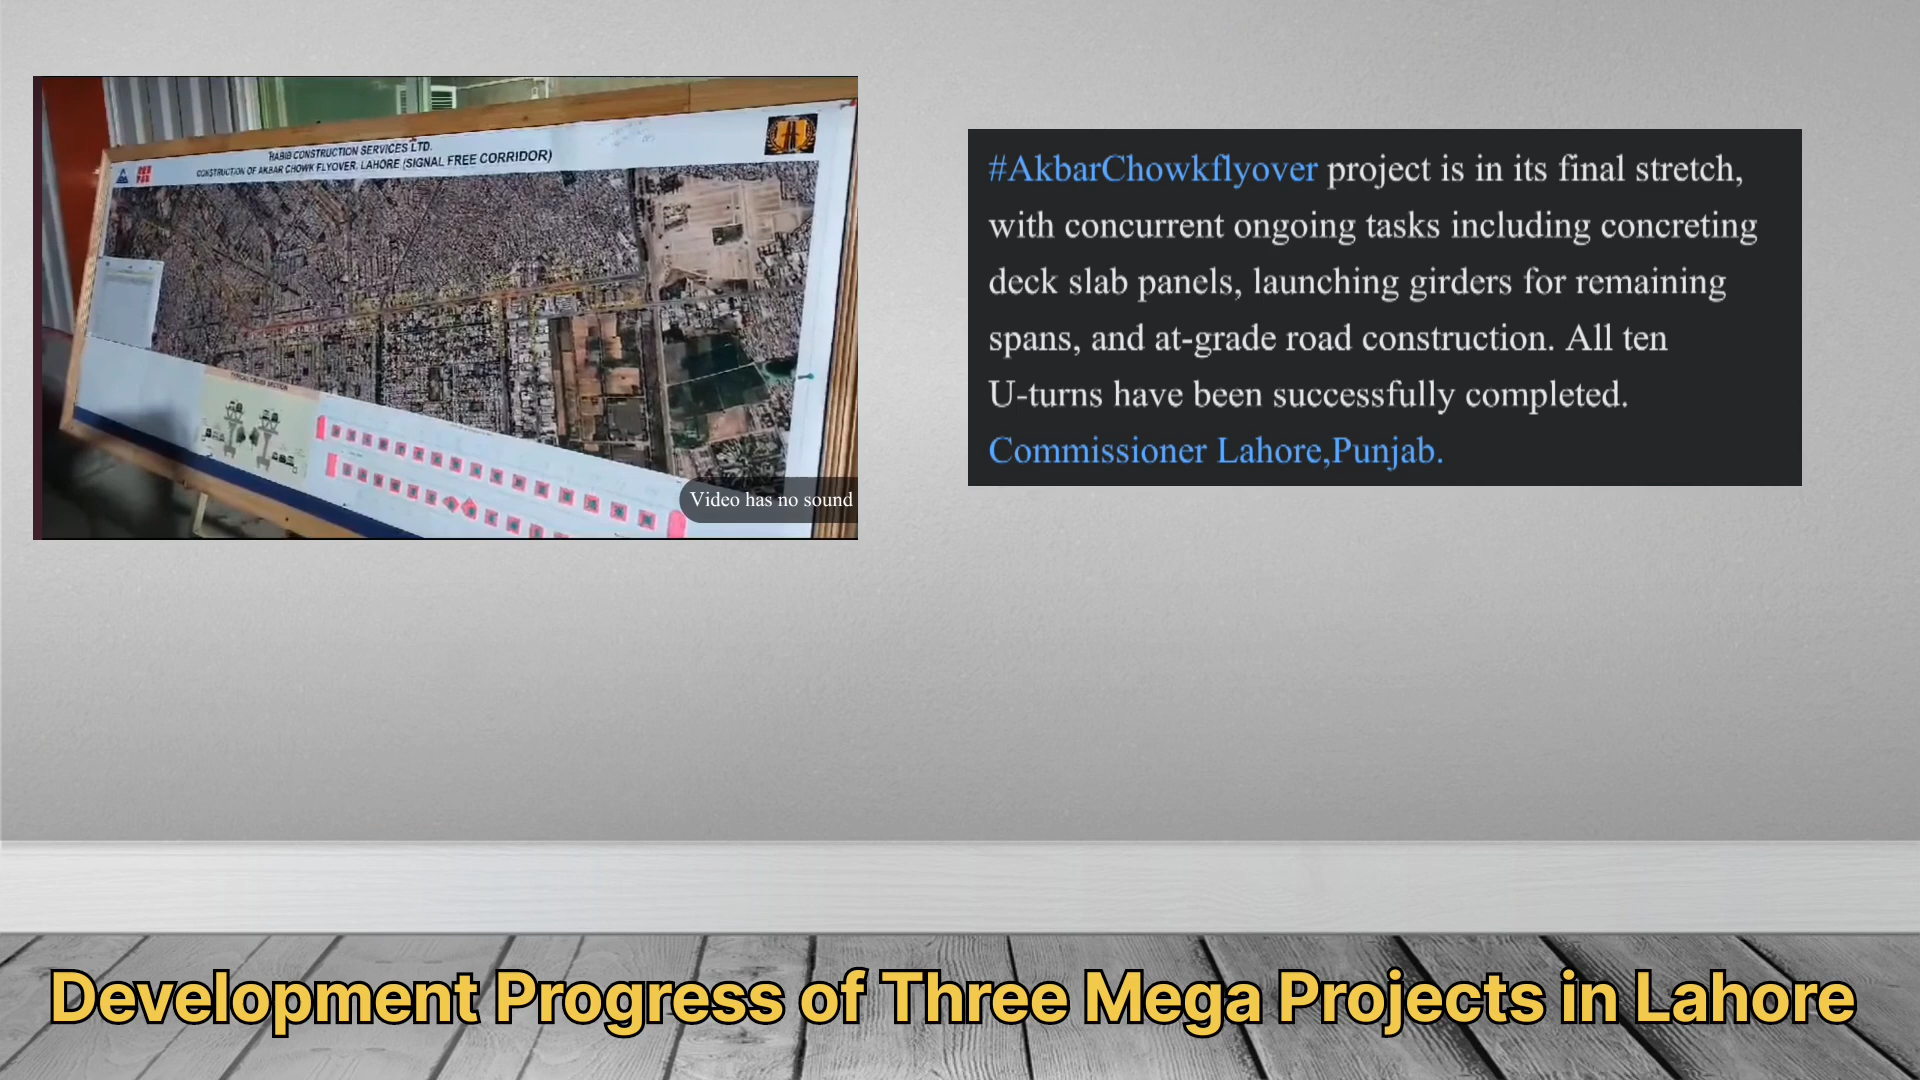 HABIB CONSTRUCTION SERVICES LTD.
CONSTRUCTION OF AKBAR CHOWK FLYOVER, LAHORE (SIGNAL FREE CORRIDOR)
TYPICAL CROSS SECTION
Video has no sound
#AkbarChowkflyover project is in its final stretch,
with concurrent ongoing tasks including concreting
deck slab panels, launching girders for remaining
spans, and at-grade road construction. All ten
U-turns have been successfully completed.
Commissioner Lahore,Punjab.
Development Progress of Three Mega Projects in Lahore